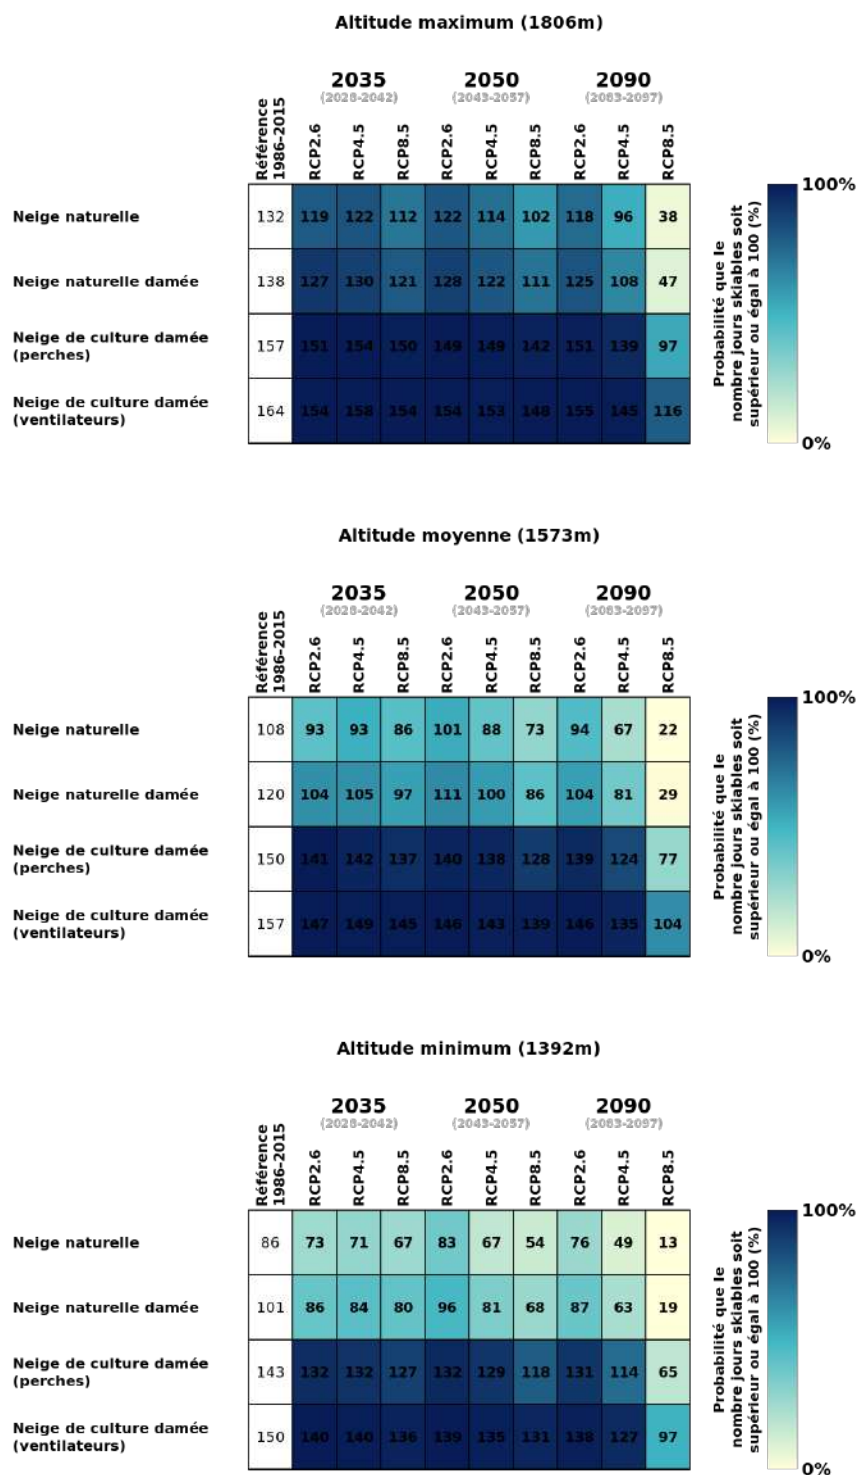 Altitude maximum (1806m)
2035 2050 2090
(2028-2042) (2043-2057) (2083-2097)
Référence
1986-2015
RCP2.6 RCP4.5 RCP8.5 RCP2.6 RCP4.5 RCP8.5 RCP2.6 RCP4.5 RCP8.5
Neige naturelle 132 119 122 112 122 114 102 118 96 38
Neige naturelle damée 138 127 130 121 128 122 111 125 108 47
Neige de culture damée
(perches) 157 151 154 150 149 149 142 151 139 97
Neige de culture damée
(ventilateurs) 164 154 158 154 154 153 148 155 145 116
Probabilité que le
nombre jours skiables soit
supérieur ou égal à 100 (%)
100%
0%
Altitude moyenne (1573m)
2035 2050 2090
(2028-2042) (2043-2057) (2083-2097)
Référence
1986-2015
RCP2.6 RCP4.5 RCP8.5 RCP2.6 RCP4.5 RCP8.5 RCP2.6 RCP4.5 RCP8.5
Neige naturelle 108 93 93 86 101 88 73 94 67 22
Neige naturelle damée 120 104 105 97 111 100 86 104 81 29
Neige de culture damée
(perches) 150 141 142 137 140 138 128 139 124 77
Neige de culture damée
(ventilateurs) 157 147 149 145 146 143 139 146 135 104
Probabilité que le
nombre jours skiables soit
supérieur ou égal à 100 (%)
100%
0%
Altitude minimum (1392m)
2035 2050 2090
(2028-2042) (2043-2057) (2083-2097)
Référence
1986-2015
RCP2.6 RCP4.5 RCP8.5 RCP2.6 RCP4.5 RCP8.5 RCP2.6 RCP4.5 RCP8.5
Neige naturelle 86 73 71 67 83 67 54 76 49 13
Neige naturelle damée 101 86 84 80 96 81 68 87 63 19
Neige de culture damée
(perches) 143 132 132 127 132 129 118 131 114 65
Neige de culture damée
(ventilateurs) 150 140 140 136 139 135 131 138 127 97
Probabilité que le
nombre jours skiables soit
supérieur ou égal à 100 (%)
100%
0%